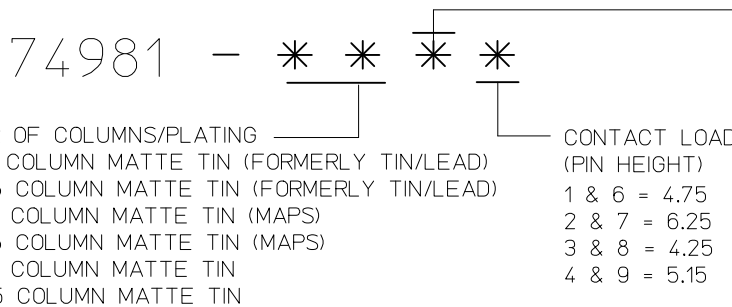 74981 - * * * *
OF COLUMNS/PLATING
COLUMN MATTE TIN (FORMERLY TIN/LEAD)
COLUMN MATTE TIN (FORMERLY TIN/LEAD)
COLUMN MATTE TIN (MAPS)
COLUMN MATTE TIN (MAPS)
COLUMN MATTE TIN
COLUMN MATTE TIN
CONTACT LOAD
(PIN HEIGHT)
1 & 6 = 4.75
2 & 7 = 6.25
3 & 8 = 4.25
4 & 9 = 5.15